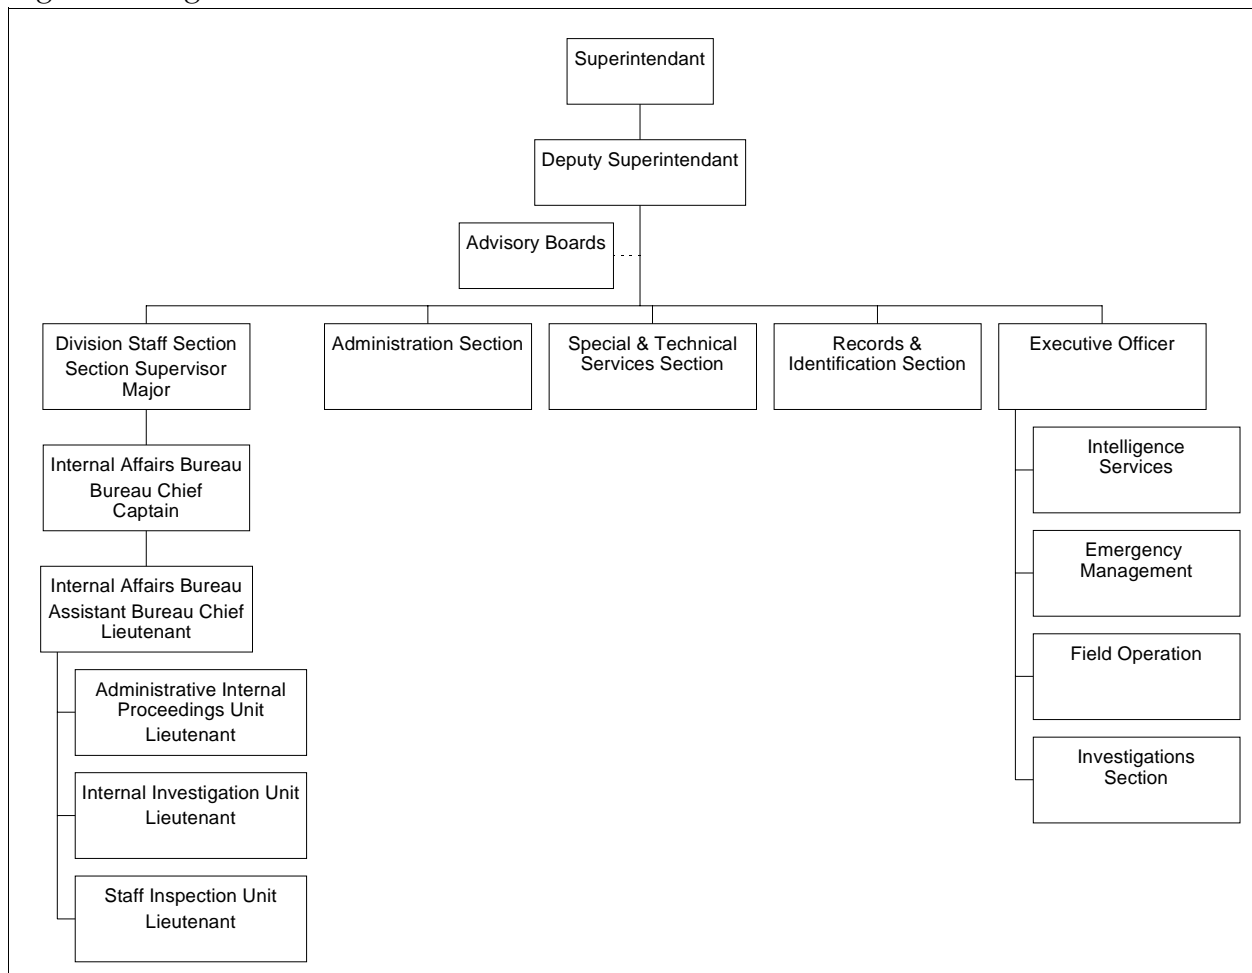 Superintendant
Deputy Superintendant
Advisory Boards
Division Staff Section
Section Supervisor
Major
Administration Section
Special & Technical
Services Section
Records &
Identification Section
Executive Officer
Internal Affairs Bureau
Bureau Chief
Captain
Internal Affairs Bureau
Assistant Bureau Chief
Lieutenant
Administrative Internal
Proceedings Unit
Lieutenant
Internal Investigation Unit
Lieutenant
Staff Inspection Unit
Lieutenant
Intelligence
Services
Emergency
Management
Field Operation
Investigations
Section